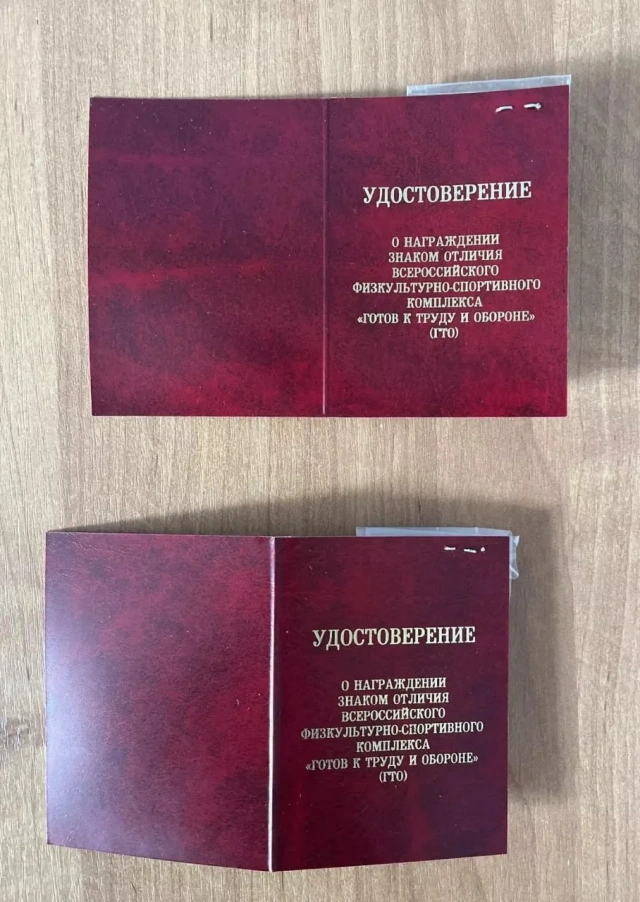 УДОСТОВЕРЕНИЕ
О НАГРАЖДЕНИИ
ЗНАКОМ ОТЛИЧИЯ
ВСЕРОССИЙСКОГО
ФИЗКУЛЬТУРНО-СПОРТИВНОГО
КОМПЛЕКСА
«ГОТОВ К ТРУДУ И ОБОРОНЕ»
(ГТО)
УДОСТОВЕРЕНИЕ
О НАГРАЖДЕНИИ
ЗНАКОМ ОТЛИЧИЯ
ВСЕРОССИЙСКОГО
ФИЗКУЛЬТУРНО-СПОРТИВНОГО
КОМПЛЕКСА
«ГОТОВ К ТРУДУ И ОБОРОНЕ»
(ГТО)